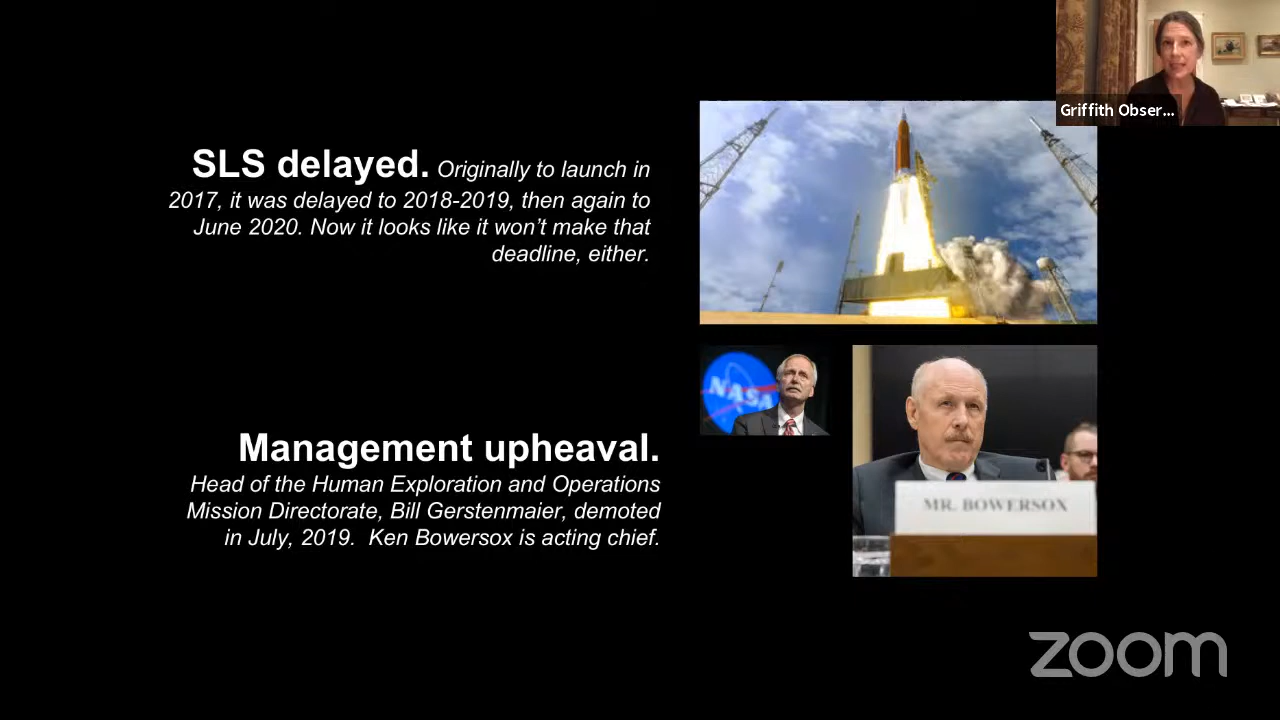 Griffith Obser...
SLS delayed. Originally to launch in
2017, it was delayed to 2018-2019, then again to
June 2020. Now it looks like it won't make that
deadline, either.
NASA
Management upheaval.
Head of the Human Exploration and Operations
Mission Directorate, Bill Gerstenmaier, demoted
in July, 2019. Ken Bowersox is acting chief.
MR. BOWERSOX
zoom